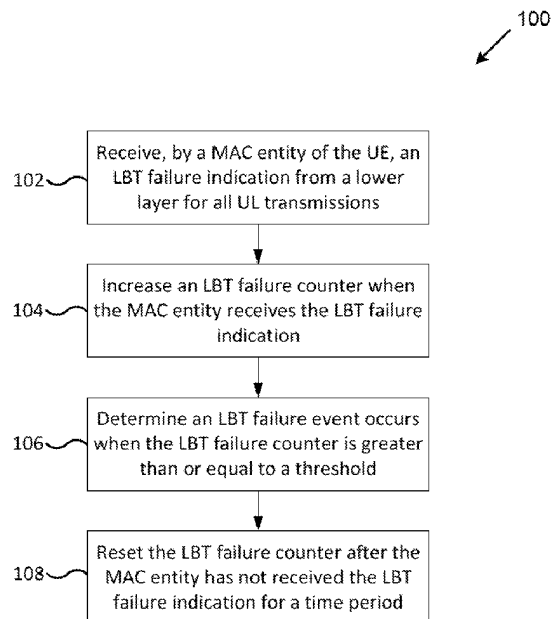 100
102
Receive, by a MAC entity of the UE, an
LBT failure indication from a lower
layer for all UL transmissions
104
Increase an LBT failure counter when
the MAC entity receives the LBT failure
indication
106
Determine an LBT failure event occurs
when the LBT failure counter is greater
than or equal to a threshold
108
Reset the LBT failure counter after the
MAC entity has not received the LBT
failure indication for a time period